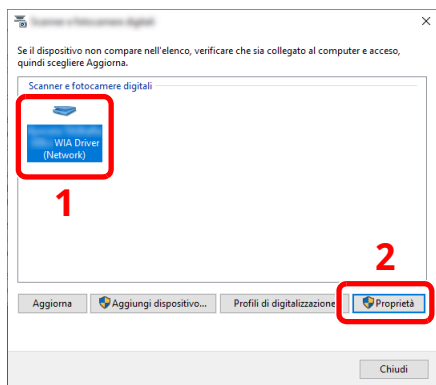 Se il dispositivo non compare nell'elenco, verificare che sia collegato al computer e acceso,
quindi scegliere Aggiorna.
Scanner e fotocamere digitali
WIA Driver
(Network)
1
2
Aggiorna Aggiungi dispositivo... Profili di digitalizzazione Proprietà
Chiudi